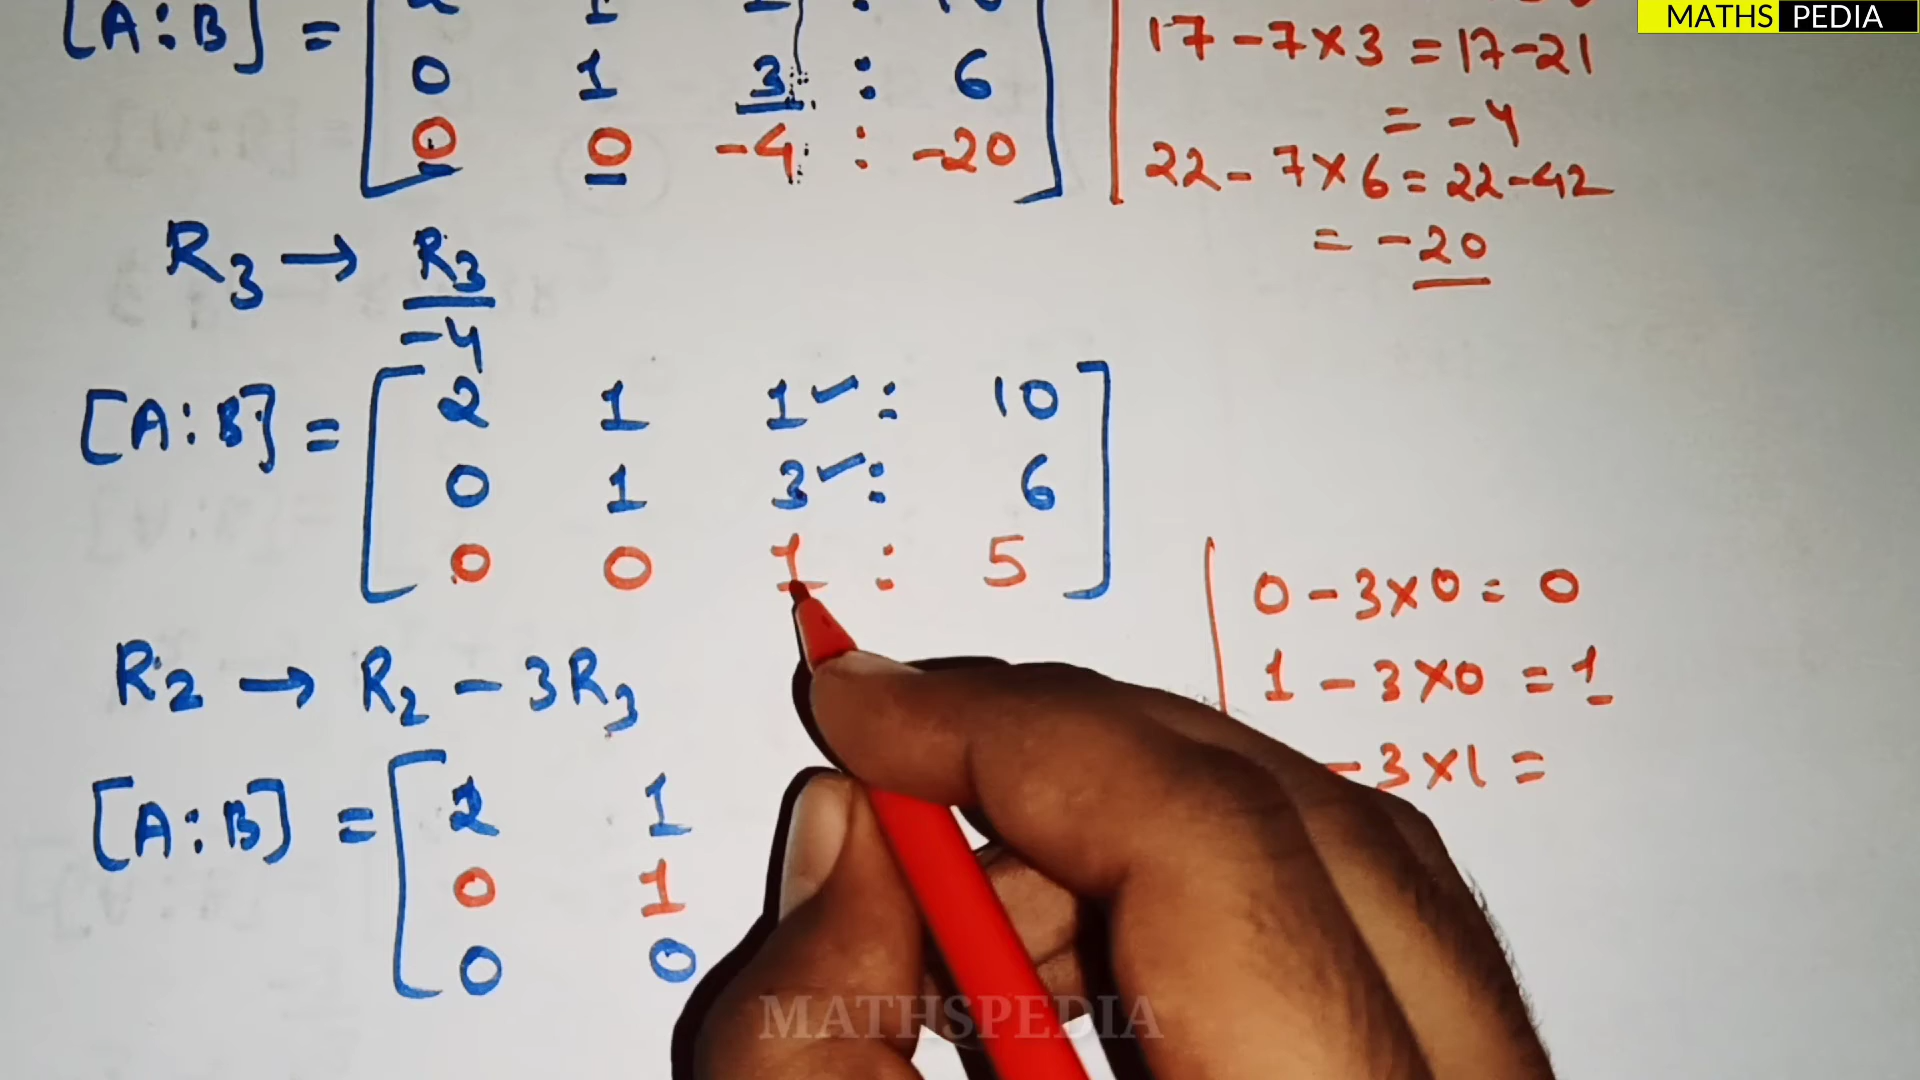 MATHS PEDIA
[A:B] =
0 1 3 : 6
0 0 -4 : -20
17 - 7×3 = 17-21
= -4
22 - 7×6 = 22-42
= -20
R3 → R3/-4
[A:B] = [ 2 1 1 ✓ : 10
0 1 3 ✓ : 6
0 0 1 : 5 ]
R2 → R2 - 3R3
0 - 3×0 = 0
1 - 3×0 = 1
- 3×1 =
[A:B] = [ 2 1
0 1
0 0
MATHSPEDIA